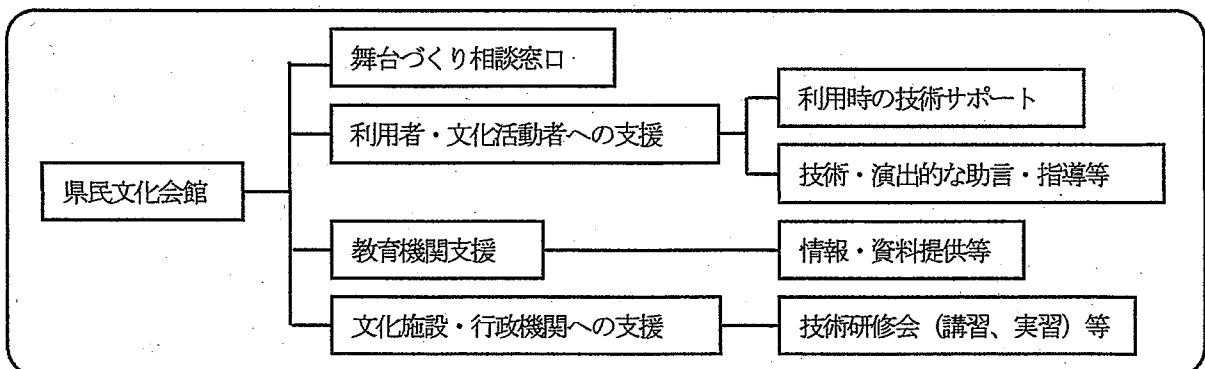 舞台づくり相談窓口
利用時の技術サポート
利用者・文化活動者への支援
技術・演出的な助言・指導等
県民文化会館
教育機関支援
情報・資料提供等
文化施設・行政機関への支援
技術研修会（講習、実習）等